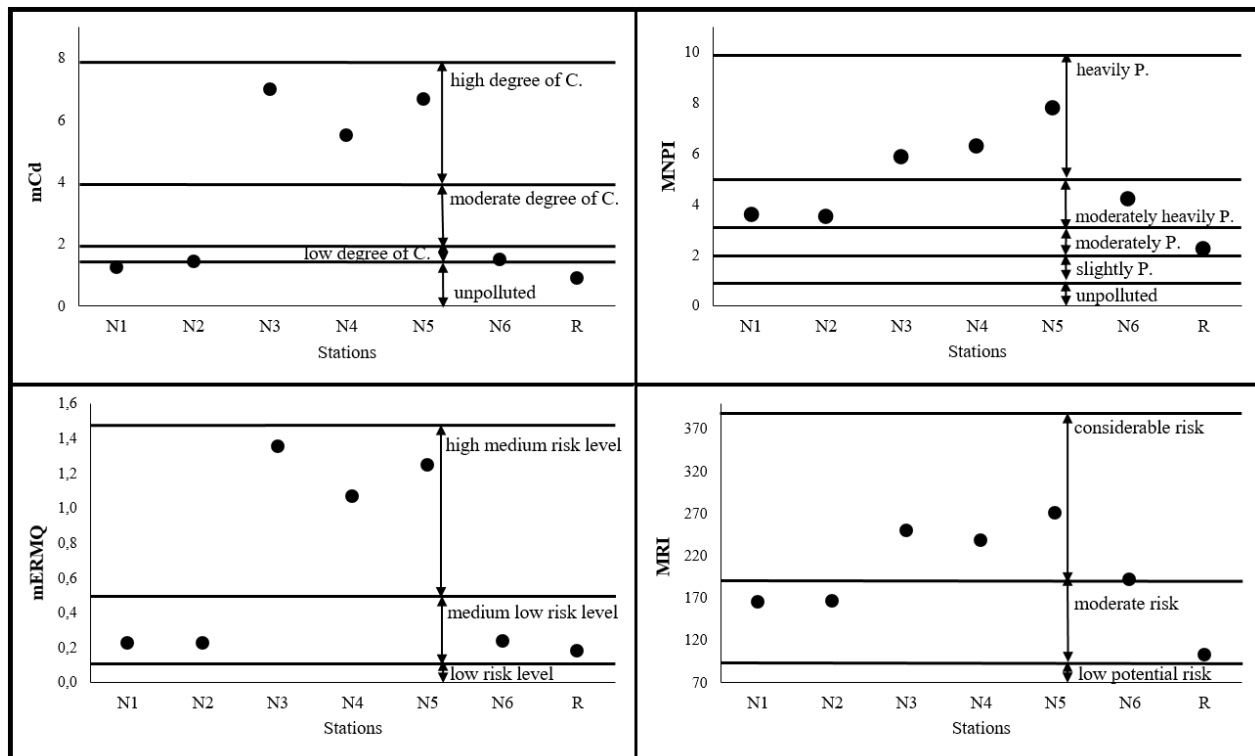 mCd
8
6
4
2
0
high degree of C.
moderate degree of C.
low degree of C.
unpolluted
N1 N2 N3 N4 N5 N6 R
Stations
MNPI
10
8
6
4
2
0
heavily P.
moderately heavily P.
moderately P.
slightly P.
unpolluted
N1 N2 N3 N4 N5 N6 R
Stations
mERMQ
1,6
1,4
1,2
1,0
0,8
0,6
0,4
0,2
0,0
high medium risk level
medium low risk level
low risk level
N1 N2 N3 N4 N5 N6 R
Stations
MRI
370
320
270
220
170
120
70
considerable risk
moderate risk
low potential risk
N1 N2 N3 N4 N5 N6 R
Stations